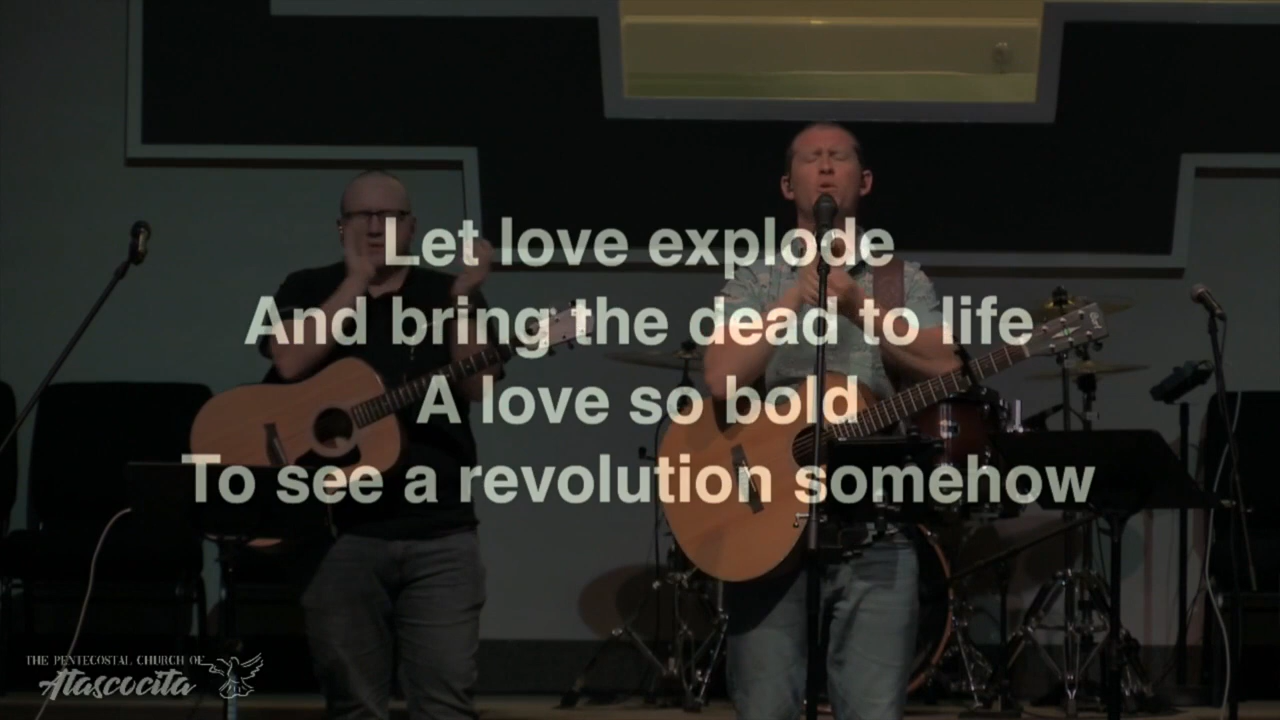 Let love explode
And bring the dead to life
A love so bold
To see a revolution somehow
THE PENTECOSTAL CHURCH OF
Atascocita